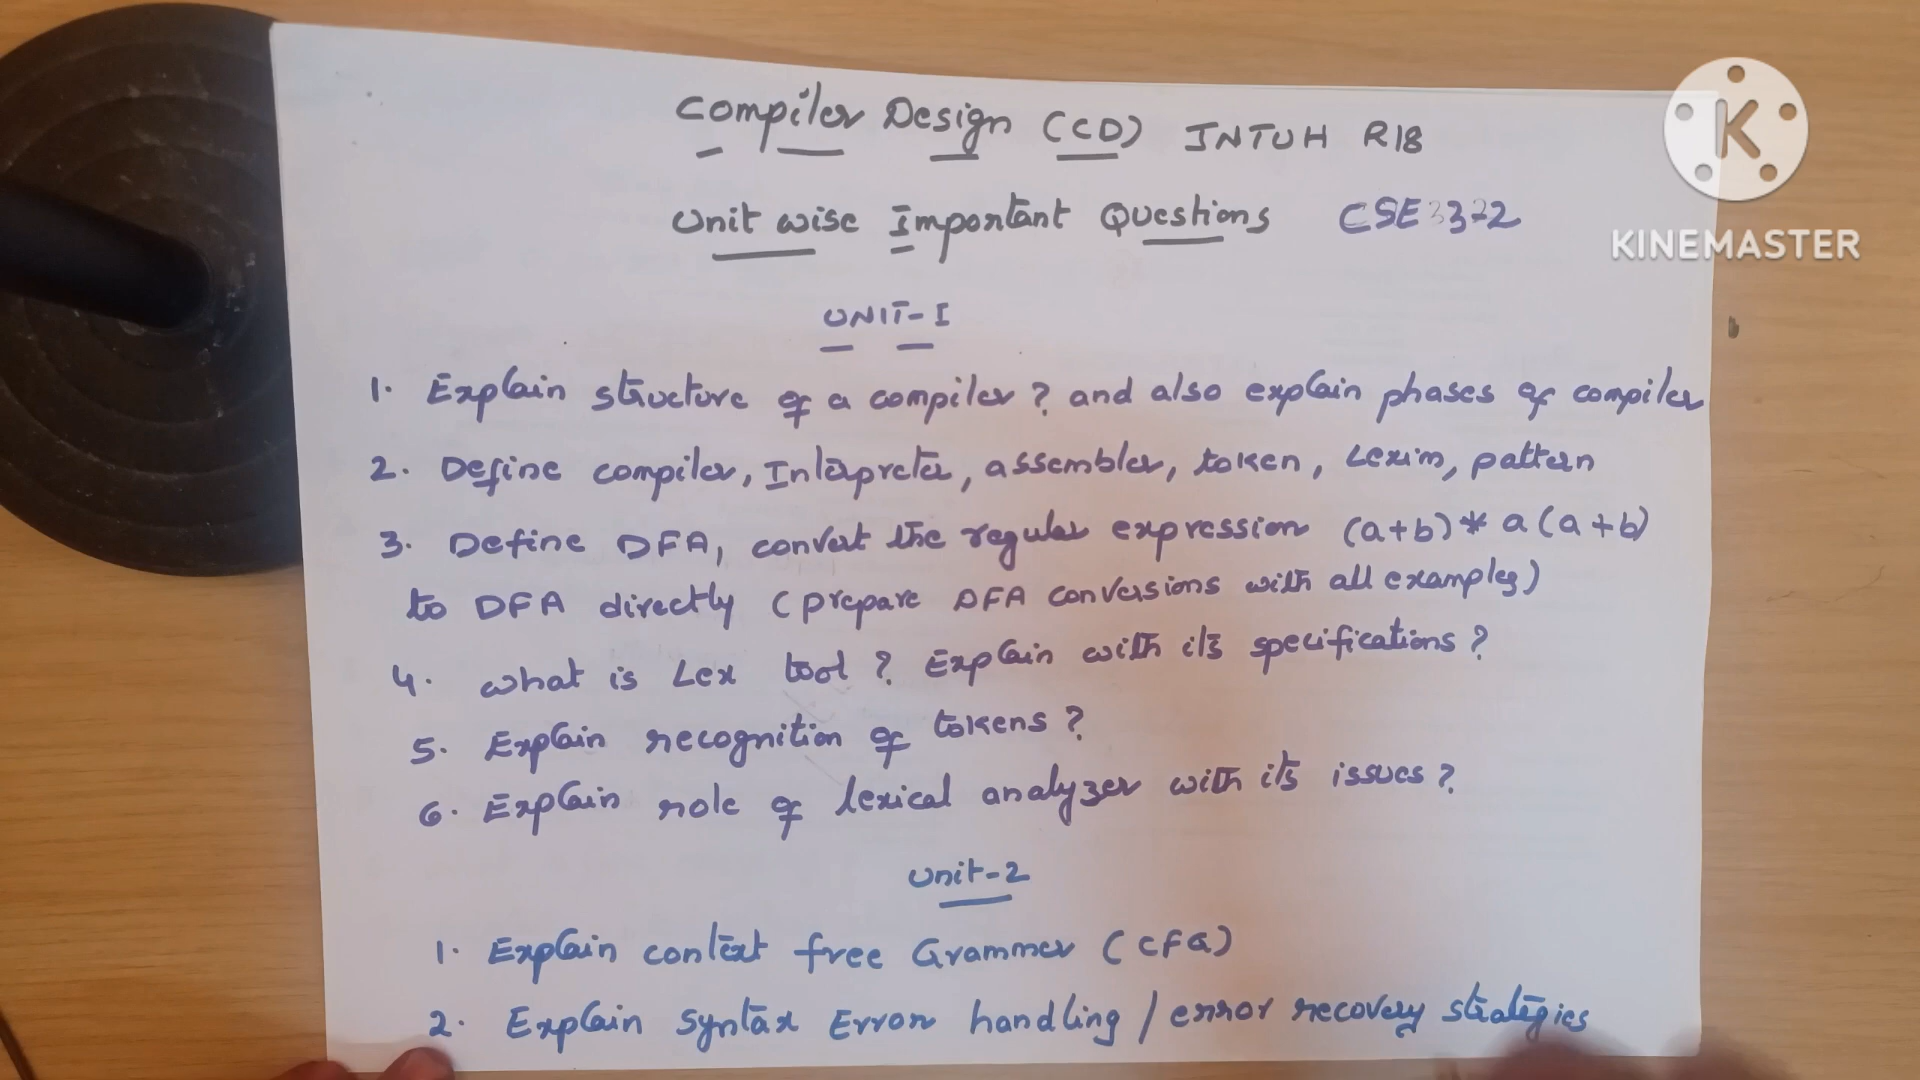 Compiler Design (CD) JNTUH R18
Unit wise Important Questions CSE 3-2
K
KINEMASTER
UNIT-I
1. Explain structure of a compiler? and also explain phases of compiler
2. Define compiler, Interpreter, assembler, token, Lexim, pattern
3. Define DFA, convert the regular expression (a+b)* a(a+b)
to DFA directly (prepare DFA conversions with all examples)
4. what is Lex tool? Explain with its specifications?
5. Explain recognition of tokens?
6. Explain role of lexical analyzer with its issues?
Unit-2
1. Explain context free Grammer (CFG)
2. Explain syntax Error handling / error recovery strategies